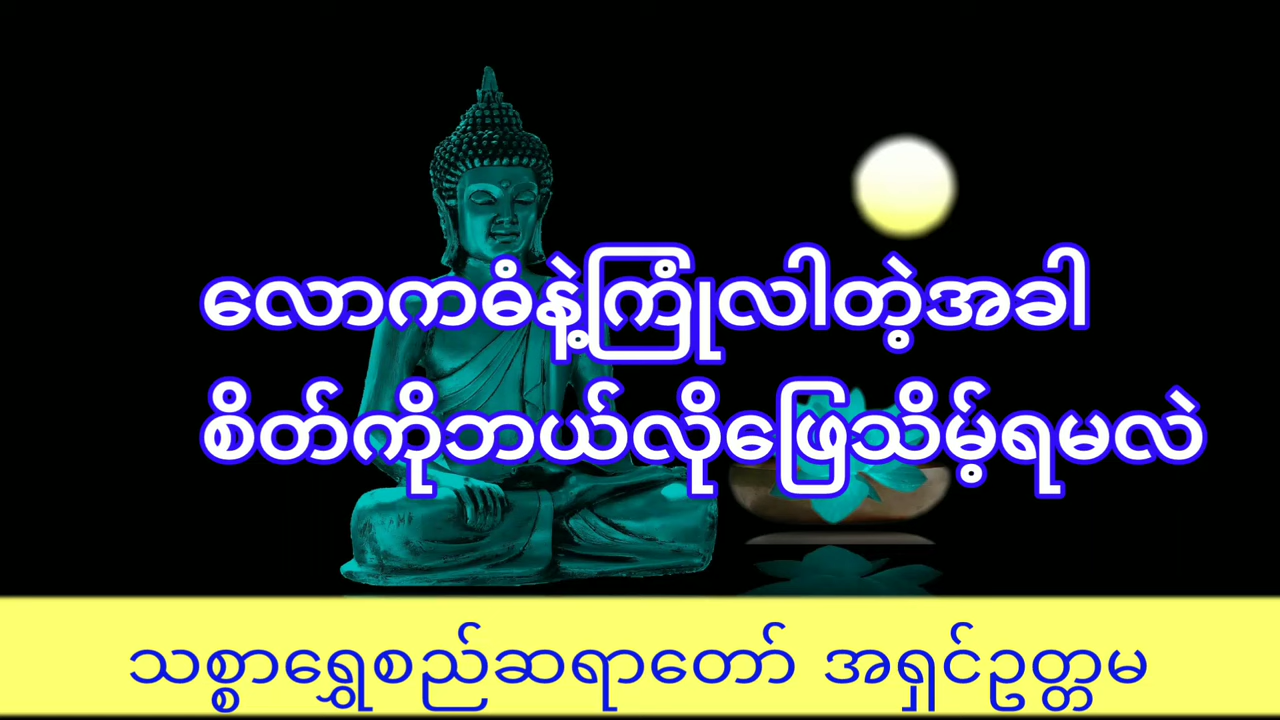 လောကဓံနဲ့ကြုံလါတဲ့အခါ
စိတ်ကိုဘယ်လိုဖြေသိမ့်ရမလဲ
သစ္စာရွှေစည်ဆရာတော် အရှင်ဥတ္တမ